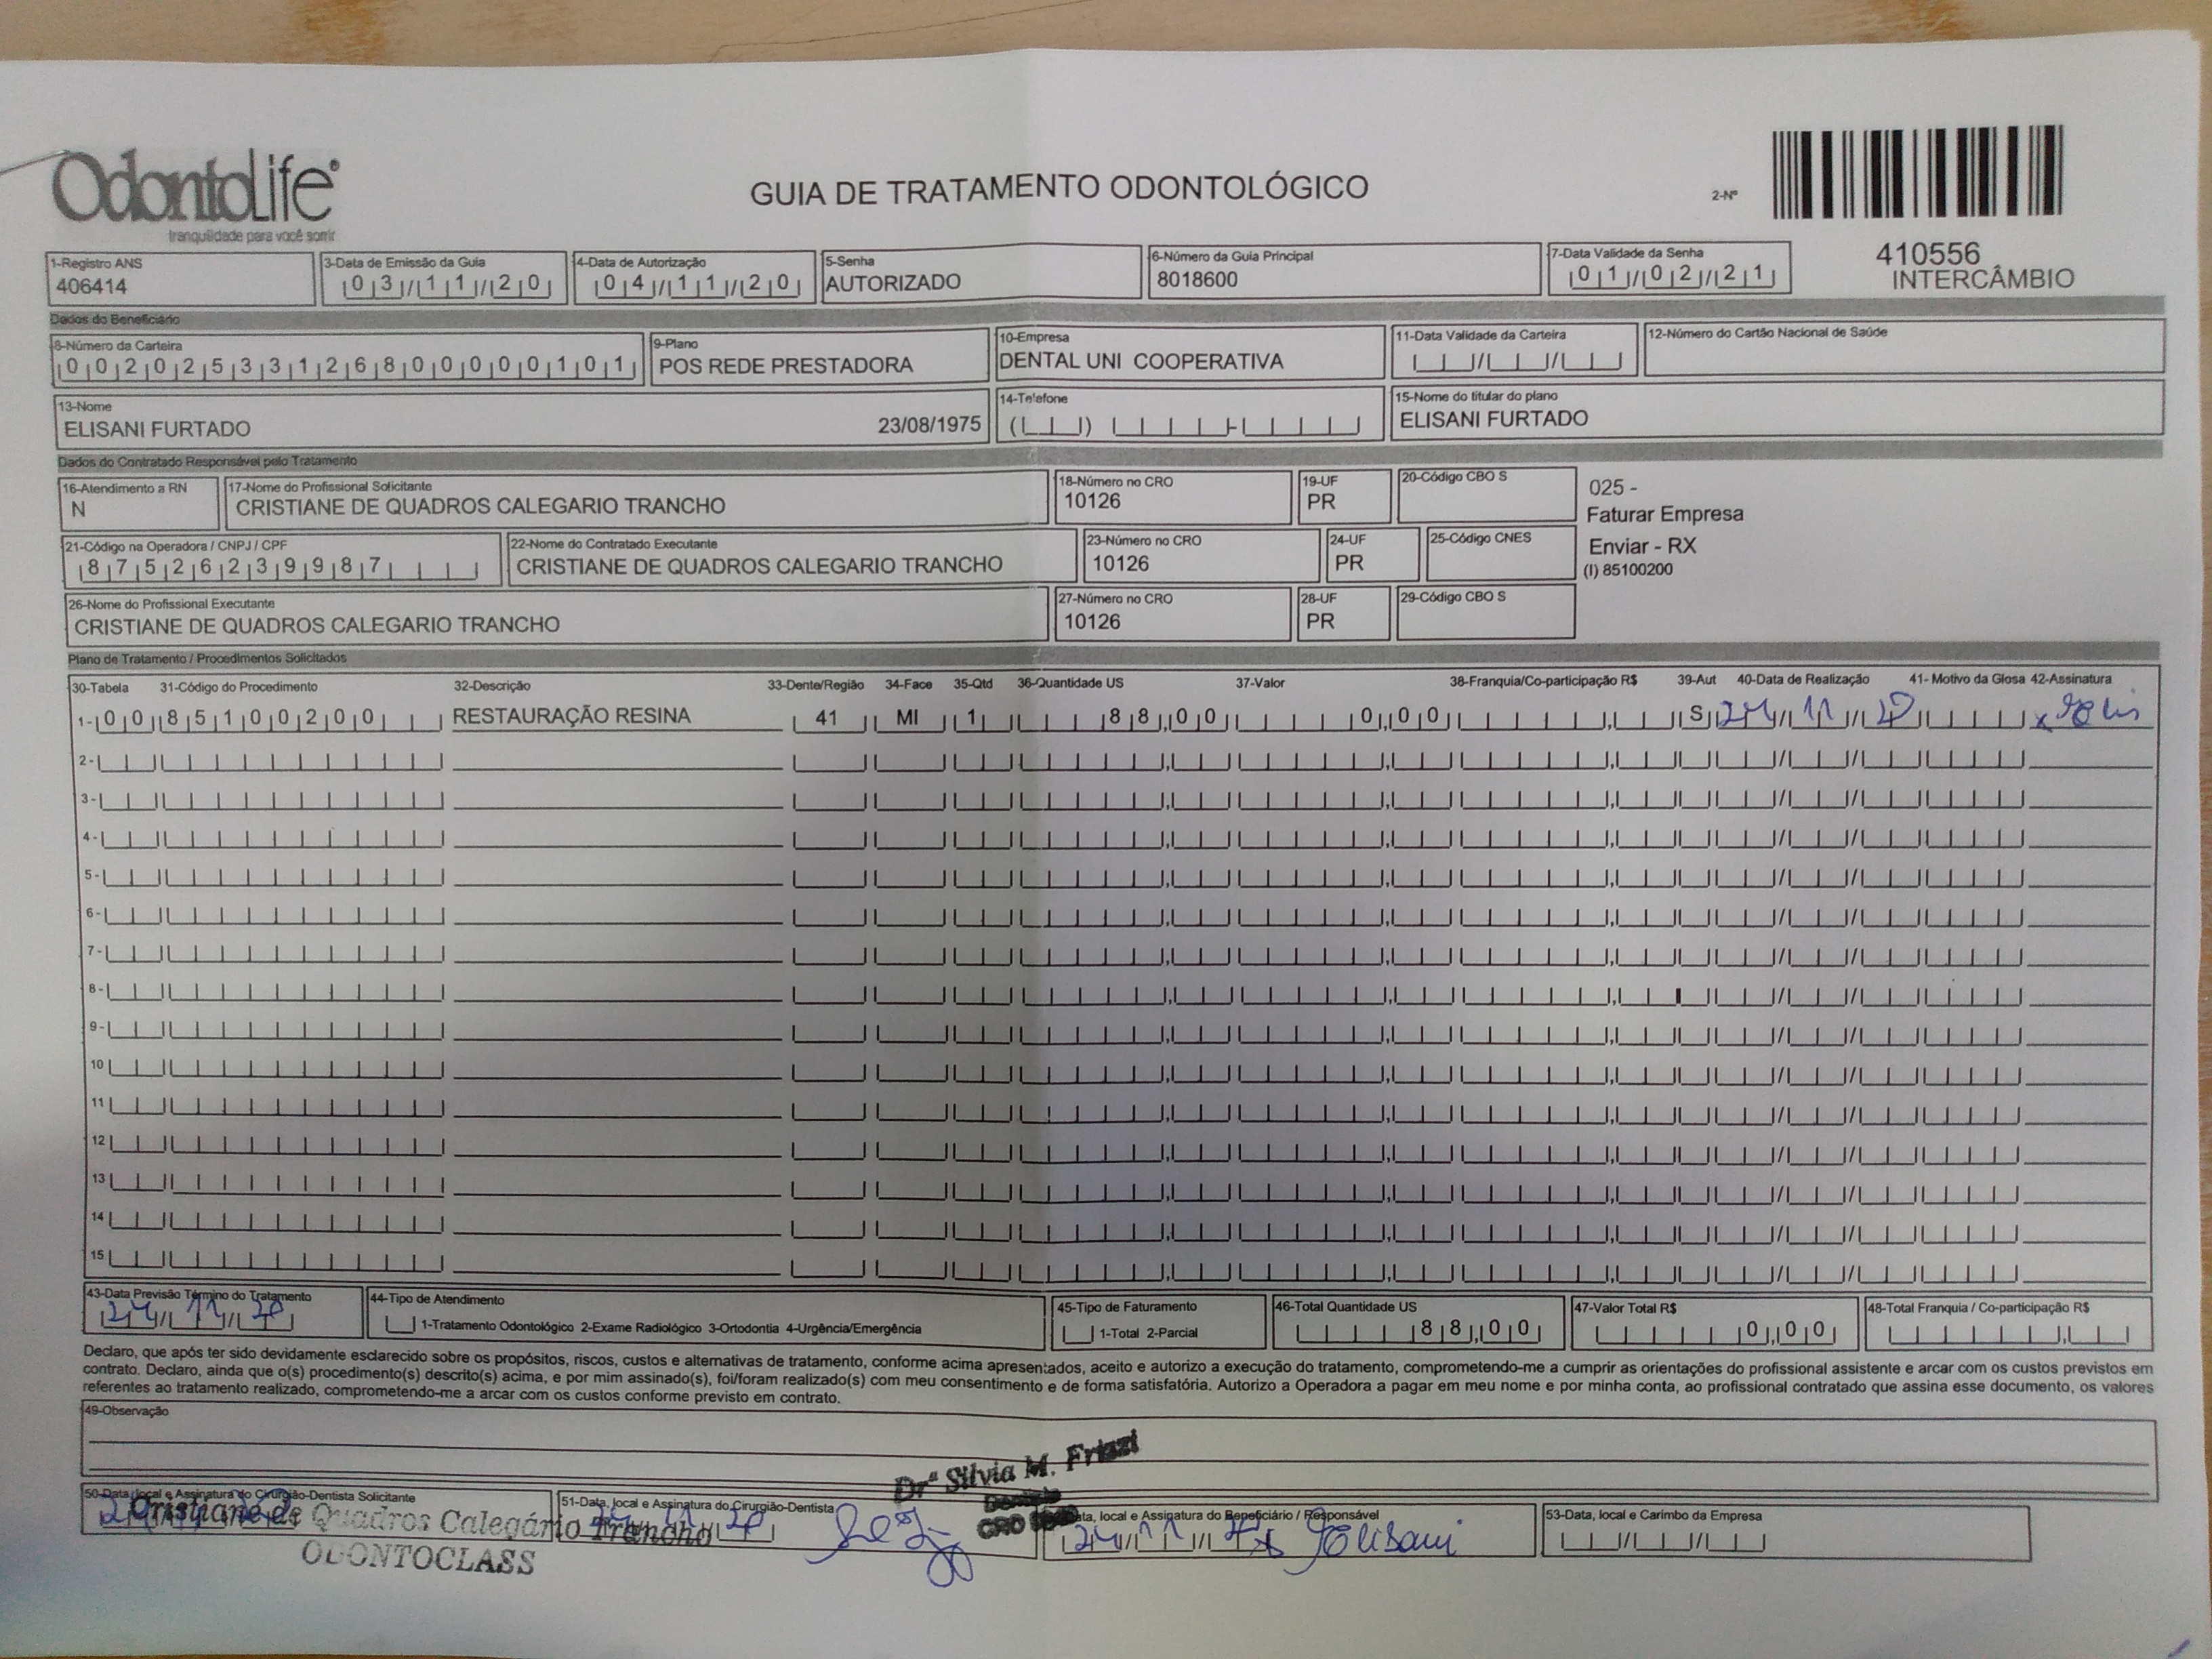 OdontoLife®
tranquilidade para você sorrir
GUIA DE TRATAMENTO ODONTOLÓGICO
2-Nº
410556
INTERCÂMBIO
1-Registro ANS
406414
3-Data de Emissão da Guia
03/11/20
4-Data de Autorização
04/11/20
5-Senha
AUTORIZADO
6-Número da Guia Principal
8018600
7-Data Validade da Senha
01/02/21
Dados do Beneficiário
8-Número da Carteira
00202533126800000101
9-Plano
POS REDE PRESTADORA
10-Empresa
DENTAL UNI COOPERATIVA
11-Data Validade da Carteira
12-Número do Cartão Nacional de Saúde
13-Nome
ELISANI FURTADO 23/08/1975
14-Telefone
15-Nome do titular do plano
ELISANI FURTADO
Dados do Contratado Responsável pelo Tratamento
16-Atendimento a RN
N
17-Nome do Profissional Solicitante
CRISTIANE DE QUADROS CALEGARIO TRANCHO
18-Número no CRO
10126
19-UF
PR
20-Código CBO S
025 -
Faturar Empresa
Enviar - RX
(I) 85100200
21-Código na Operadora / CNPJ / CPF
87526239987
22-Nome do Contratado Executante
CRISTIANE DE QUADROS CALEGARIO TRANCHO
23-Número no CRO
10126
24-UF
PR
25-Código CNES
26-Nome do Profissional Executante
CRISTIANE DE QUADROS CALEGARIO TRANCHO
27-Número no CRO
10126
28-UF
PR
29-Código CBO S
Plano de Tratamento / Procedimentos Solicitados
30-Tabela 31-Código do Procedimento 32-Descrição 33-Dente/Região 34-Face 35-Qtd 36-Quantidade US 37-Valor 38-Franquia/Co-participação R$ 39-Aut 40-Data de Realização 41- Motivo da Glosa 42-Assinatura
1- 00 85100200 RESTAURAÇÃO RESINA 41 MI 1 88,00 0,00 S 24/11/20
2-
3-
4-
5-
6-
7-
8-
9-
10
11
12
13
14
15
43-Data Previsão Término do Tratamento
24/11/20
44-Tipo de Atendimento
1-Tratamento Odontológico 2-Exame Radiológico 3-Ortodontia 4-Urgência/Emergência
45-Tipo de Faturamento
1-Total 2-Parcial
46-Total Quantidade US
88,00
47-Valor Total R$
0,00
48-Total Franquia / Co-participação R$
Declaro, que após ter sido devidamente esclarecido sobre os propósitos, riscos, custos e alternativas de tratamento, conforme acima apresentados, aceito e autorizo a execução do tratamento, comprometendo-me a cumprir as orientações do profissional assistente e arcar com os custos previstos em
contrato. Declaro, ainda que o(s) procedimento(s) descrito(s) acima, e por mim assinado(s), foi/foram realizado(s) com meu consentimento e de forma satisfatória. Autorizo a Operadora a pagar em meu nome e por minha conta, ao profissional contratado que assina esse documento, os valores
referentes ao tratamento realizado, comprometendo-me a arcar com os custos conforme previsto em contrato.
49-Observação
Drª Silvia M. Frizzi
Dentista
CRO
50-Data, local e Assinatura do Cirurgião-Dentista Solicitante
Cristiane de Quadros Calegário Trancho
ODONTOCLASS
51-Data, local e Assinatura do Cirurgião-Dentista
24/11/20
Data, local e Assinatura do Beneficiário / Responsável
24/11/20 x Elisani
53-Data, local e Carimbo da Empresa